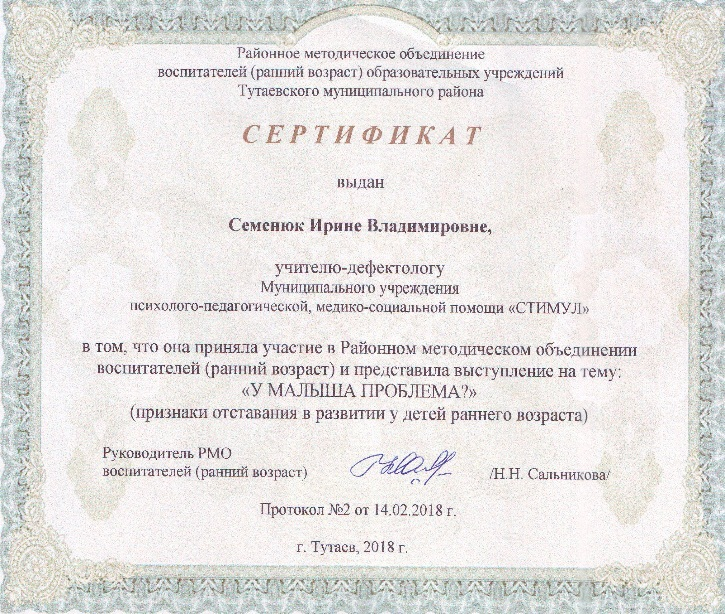 Районное методическое объединение
воспитателей (ранний возраст) образовательных учреждений
Тутаевского муниципального района
СЕРТИФИКАТ
выдан
Семенюк Ирине Владимировне,
учителю-дефектологу
Муниципального учреждения
психолого-педагогической, медико-социальной помощи «СТИМУЛ»
в том, что она приняла участие в Районном методическом объединении
воспитателей (ранний возраст) и представила выступление на тему:
«У МАЛЫША ПРОБЛЕМА?»
(признаки отставания в развитии у детей раннего возраста)
Руководитель РМО
воспитателей (ранний возраст) /Н.Н. Сальникова/
Протокол №2 от 14.02.2018 г.
г. Тутаев, 2018 г.